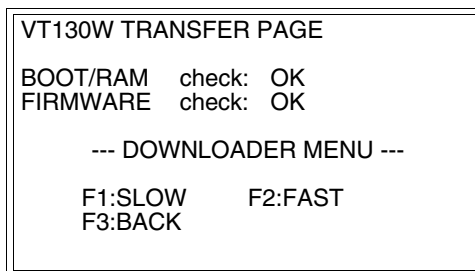 VT130W TRANSFER PAGE
BOOT/RAM check: OK
FIRMWARE check: OK
--- DOWNLOADER MENU ---
F1:SLOW F2:FAST
F3:BACK